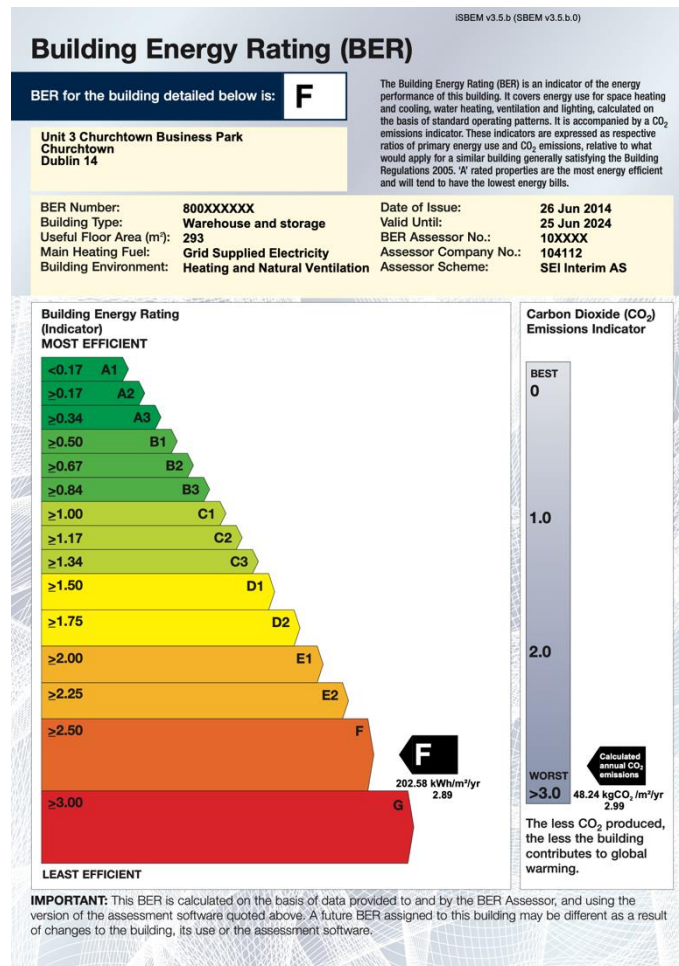 iSBEM v3.5.b (SBEM v3.5.b.0)
Building Energy Rating (BER)
BER for the building detailed below is: F
The Building Energy Rating (BER) is an indicator of the energy
performance of this building. It covers energy use for space heating
and cooling, water heating, ventilation and lighting, calculated on
the basis of standard operating patterns. It is accompanied by a CO₂
emissions indicator. These indicators are expressed as respective
ratios of primary energy use and CO₂ emissions, relative to what
would apply for a similar building generally satisfying the Building
Regulations 2005. ‘A’ rated properties are the most energy efficient
and will tend to have the lowest energy bills.
Unit 3 Churchtown Business Park
Churchtown
Dublin 14
BER Number: 800XXXXXX
Building Type: Warehouse and storage
Useful Floor Area (m²): 293
Main Heating Fuel: Grid Supplied Electricity
Building Environment: Heating and Natural Ventilation
Date of Issue: 26 Jun 2014
Valid Until: 25 Jun 2024
BER Assessor No.: 10XXXX
Assessor Company No.: 104112
Assessor Scheme: SEI Interim AS
Building Energy Rating
(Indicator)
MOST EFFICIENT
<0.17 A1
≥0.17 A2
≥0.34 A3
≥0.50 B1
≥0.67 B2
≥0.84 B3
≥1.00 C1
≥1.17 C2
≥1.34 C3
≥1.50 D1
≥1.75 D2
≥2.00 E1
≥2.25 E2
≥2.50 F
F
202.58 kWh/m²/yr
2.89
≥3.00 G
LEAST EFFICIENT
Carbon Dioxide (CO₂)
Emissions Indicator
BEST
0
1.0
2.0
Calculated
annual CO₂
emissions
WORST
>3.0
48.24 kgCO₂ /m²/yr
2.99
The less CO₂ produced,
the less the building
contributes to global
warming.
IMPORTANT: This BER is calculated on the basis of data provided to and by the BER Assessor, and using the
version of the assessment software quoted above. A future BER assigned to this building may be different as a result
of changes to the building, its use or the assessment software.